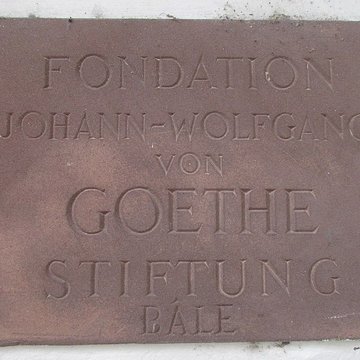 FONDATION
JOHANN-WOLFGANG
VON
GOETHE
STIFTUNG
BÂLE